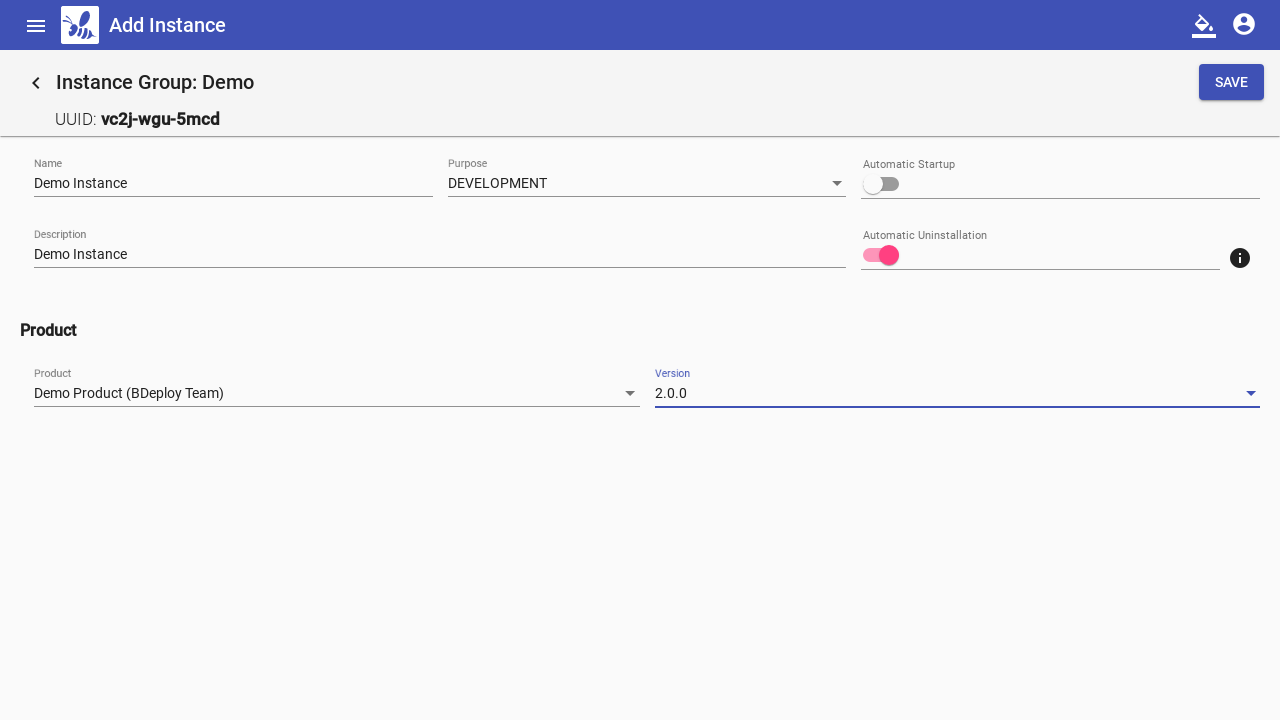 Add Instance
Instance Group: Demo
SAVE
UUID: vc2j-wgu-5mcd
Name
Demo Instance
Purpose
DEVELOPMENT
Automatic Startup
Description
Demo Instance
Automatic Uninstallation
Product
Product
Demo Product (BDeploy Team)
Version
2.0.0